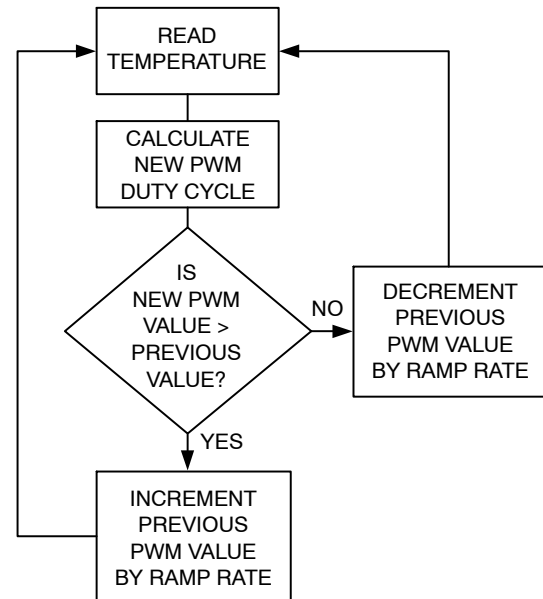 READ
TEMPERATURE
CALCULATE
NEW PWM
DUTY CYCLE
IS
NEW PWM
VALUE >
PREVIOUS
VALUE?
NO
DECREMENT
PREVIOUS
PWM VALUE
BY RAMP RATE
YES
INCREMENT
PREVIOUS
PWM VALUE
BY RAMP RATE